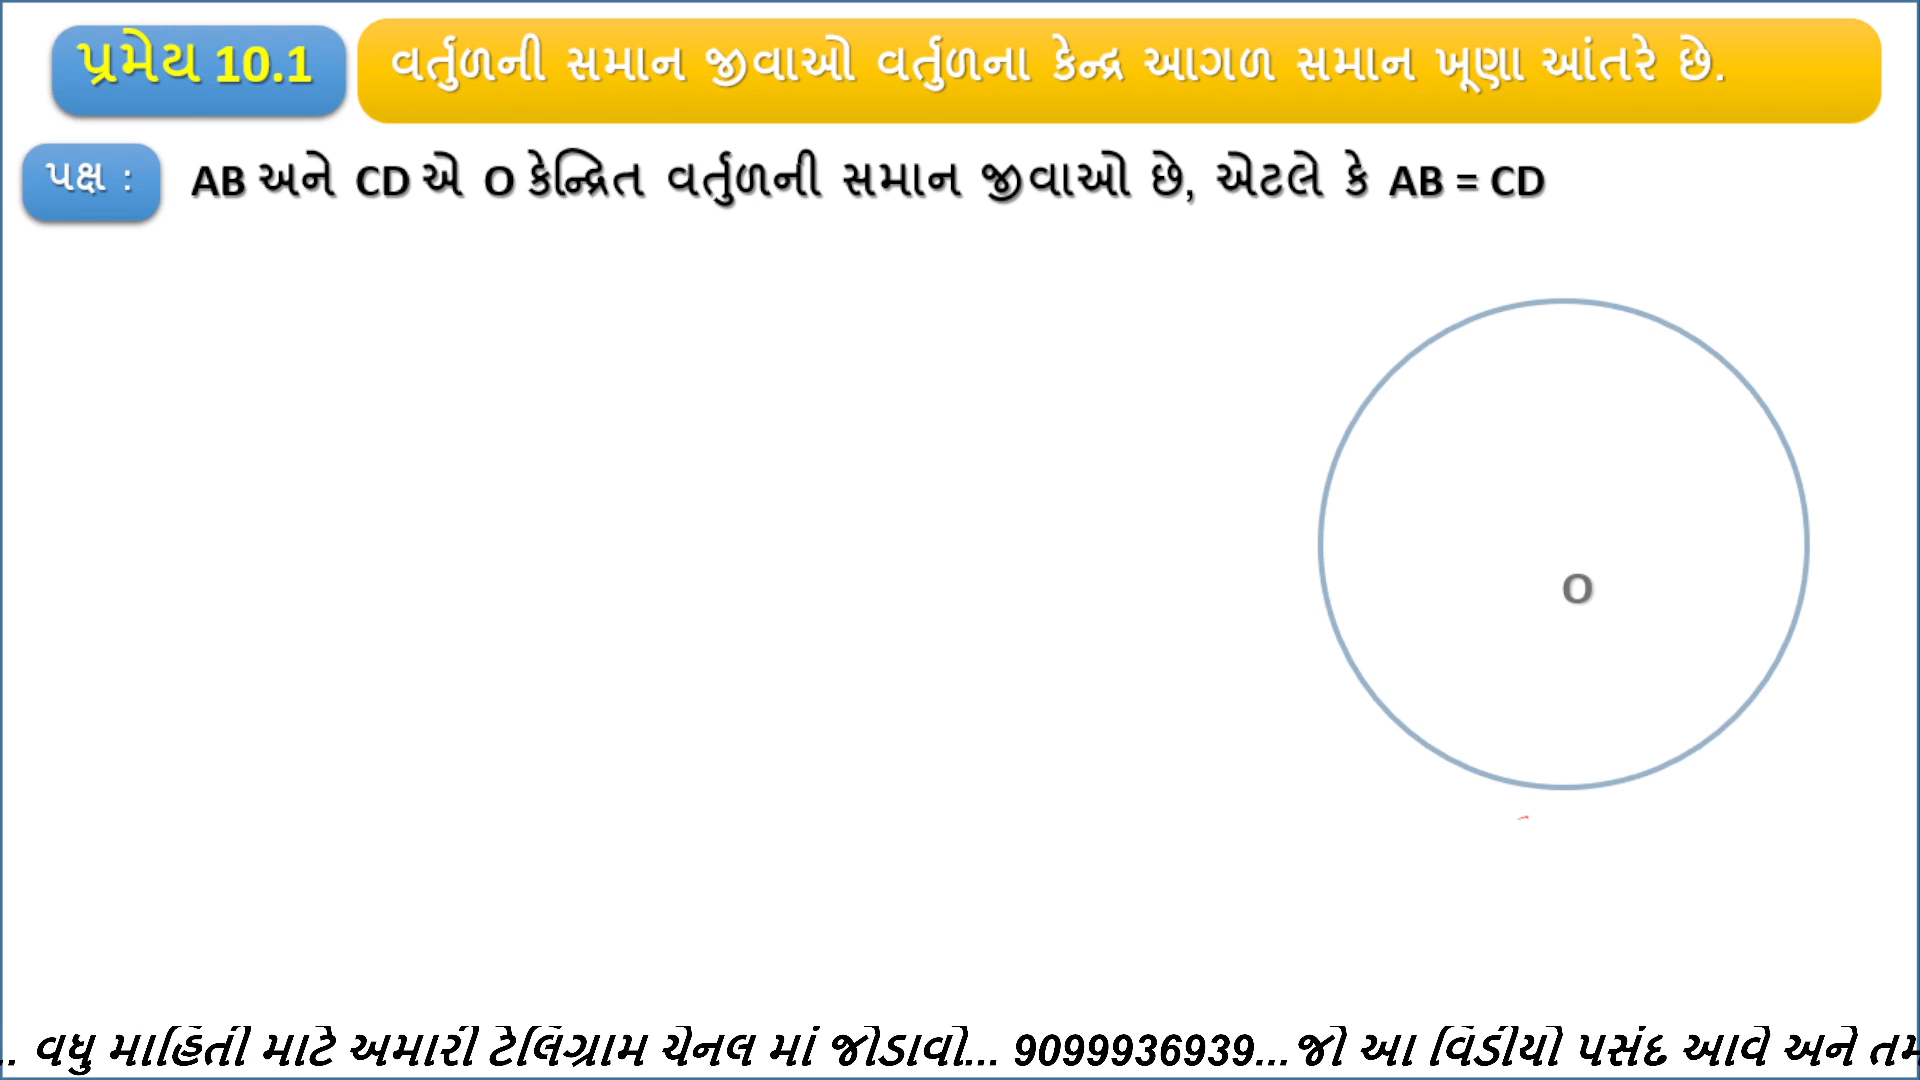 પ્રમેય 10.1 વર્તુળની સમાન જીવાઓ વર્તુળના કેન્દ્ર આગળ સમાન ખૂણા આંતરે છે.
પક્ષ : AB અને CD એ O કેન્દ્રિત વર્તુળની સમાન જીવાઓ છે, એટલે કે AB = CD
O
.. વધુ માહિતી માટે અમારી ટેલિગ્રામ ચેનલ માં જોડાવો... 9099936939...જો આ વિડીયો પસંદ આવે અને